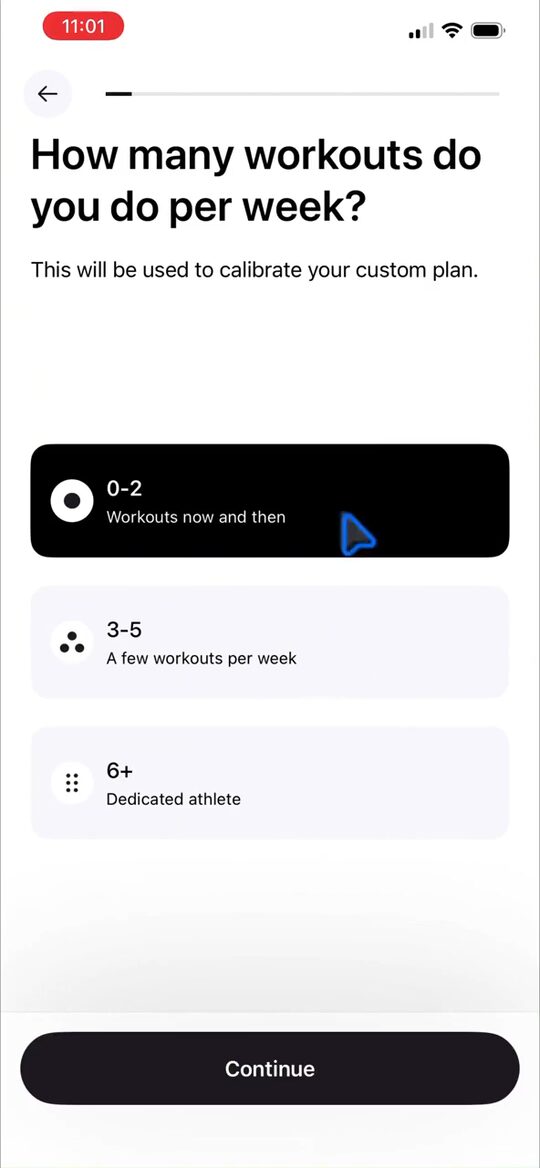 11:01
How many workouts do
you do per week?
This will be used to calibrate your custom plan.
0-2
Workouts now and then
3-5
A few workouts per week
6+
Dedicated athlete
Continue